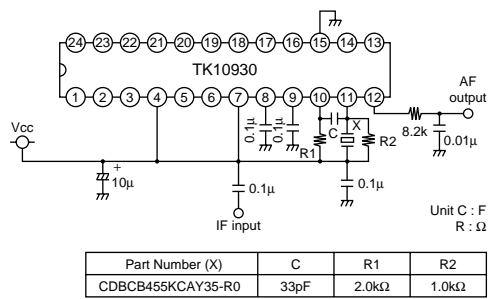 24 23 22 21 20 19 18 17 16 15 14 13
TK10930
1 2 3 4 5 6 7 8 9 10 11 12
AF
output
Vcc
0.1μ
0.1μ
C
X
R1
R2
8.2k
0.01μ
+
10μ
0.1μ
0.1μ
IF input
Unit C : F
R : Ω
Part Number (X) C R1 R2
CDBCB455KCAY35-R0 33pF 2.0kΩ 1.0kΩ